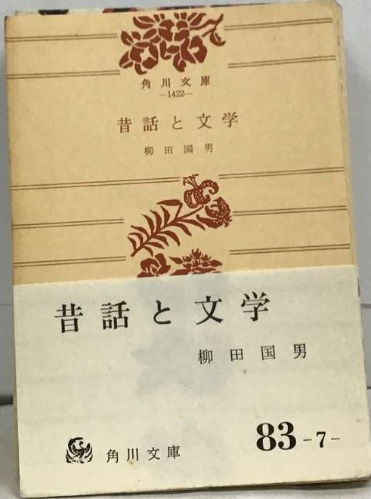 角川文庫
—1422—
昔話と文学
柳田国男
昔話と文学
柳田国男
角川文庫
83-7-